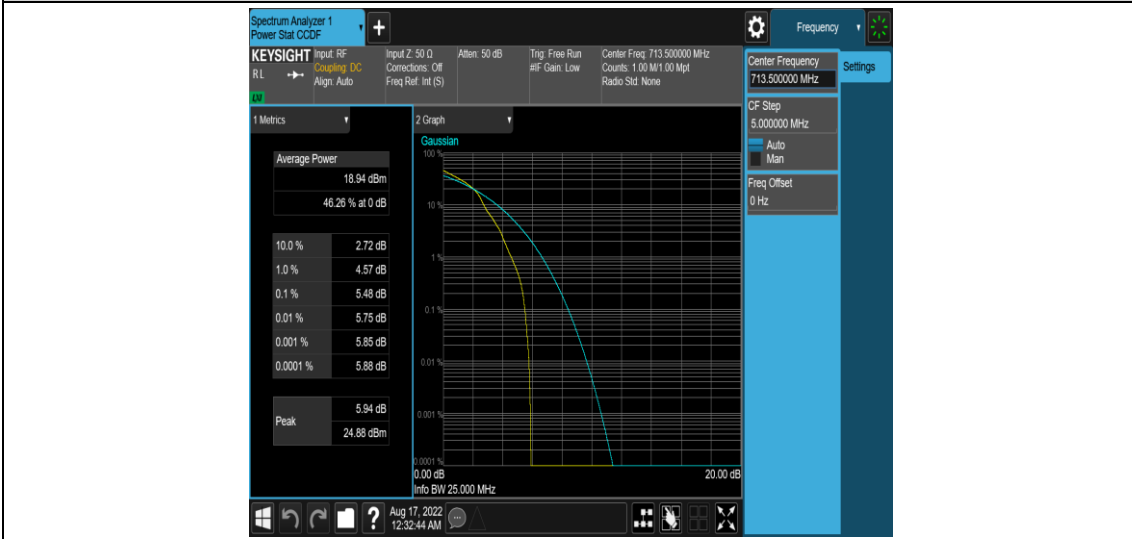 Spectrum Analyzer 1
Power Stat CCDF
+
Frequency
KEYSIGHT
R L
LM
Input: RF
Coupling: DC
Align: Auto
Input Z: 50 Ω
Corrections: Off
Freq Ref: Int (S)
Atten: 50 dB
Trig: Free Run
#IF Gain: Low
Center Freq: 713.500000 MHz
Counts: 1.00 M/1.00 Mpt
Radio Std: None
Center Frequency
713.500000 MHz
Settings
CF Step
5.000000 MHz
Auto
Man
Freq Offset
0 Hz
1 Metrics
Average Power
18.94 dBm
46.26 % at 0 dB
10.0 % 2.72 dB
1.0 % 4.57 dB
0.1 % 5.48 dB
0.01 % 5.75 dB
0.001 % 5.85 dB
0.0001 % 5.88 dB
Peak
5.94 dB
24.88 dBm
2 Graph
Gaussian
100 %
10 %
1 %
0.1 %
0.01 %
0.001 %
0.0001 %
0.00 dB 20.00 dB
Info BW 25.000 MHz
?
Aug 17, 2022
12:32:44 AM